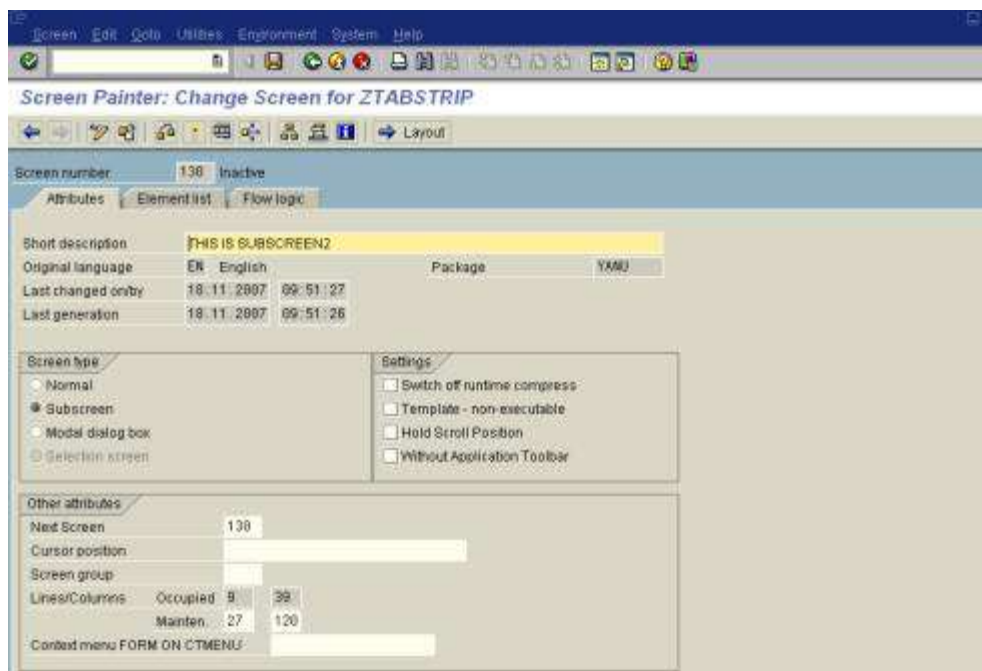 Screen Edit Goto Utilities Environment System Help
Screen Painter: Change Screen for ZTABSTRIP
Layout
Screen number 130 Inactive
Attributes Element list Flow logic
Short description THIS IS SUBSCREEN2
Original language EN English Package
Last changed on/by 18.11.2007 09:51:27
Last generation 18.11.2007 09:51:26
Screen type Settings
Normal Switch off runtime compress
Subscreen Template - non-executable
Modal dialog box Hold Scroll Position
Selection screen Without Application Toolbar
Other attributes
Next Screen 130
Cursor position
Screen group
Lines/Columns Occupied 9 39
Mainten. 27 120
Context menu FORM ON CTMENU